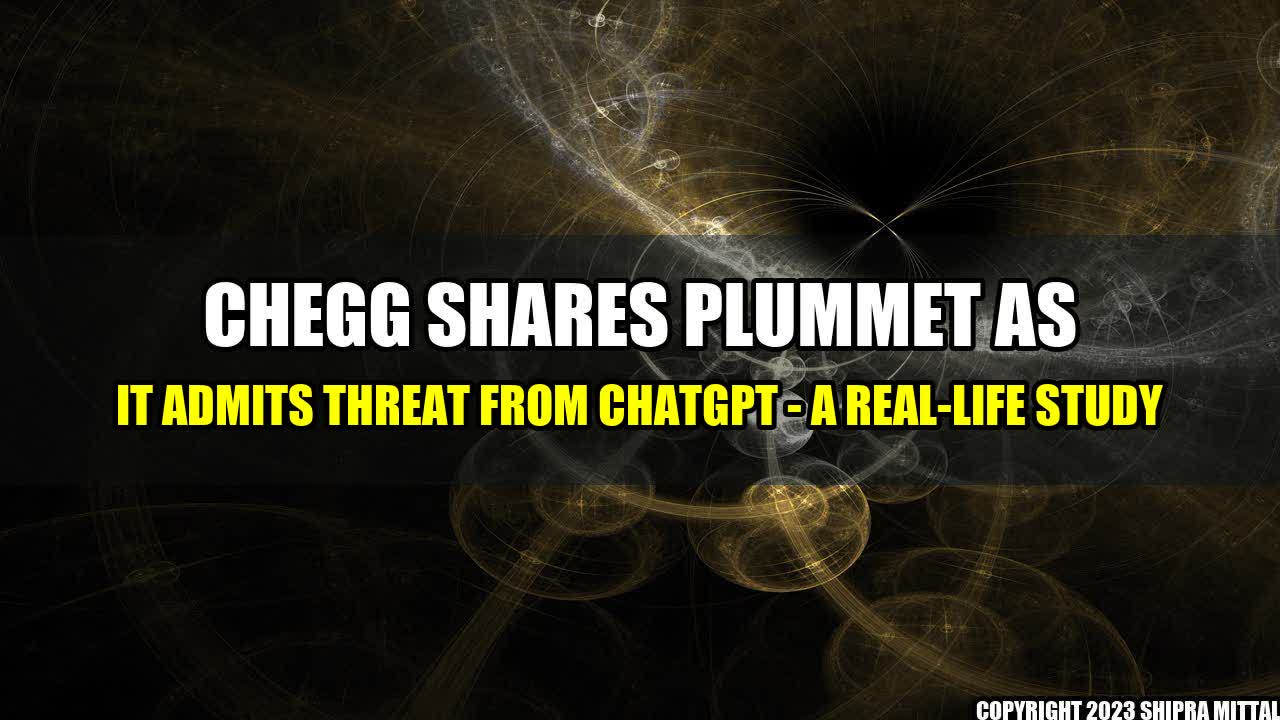 CHEGG SHARES PLUMMET AS
IT ADMITS THREAT FROM CHATGPT - A REAL-LIFE STUDY
COPYRIGHT 2023 SHIPRA MITTAL